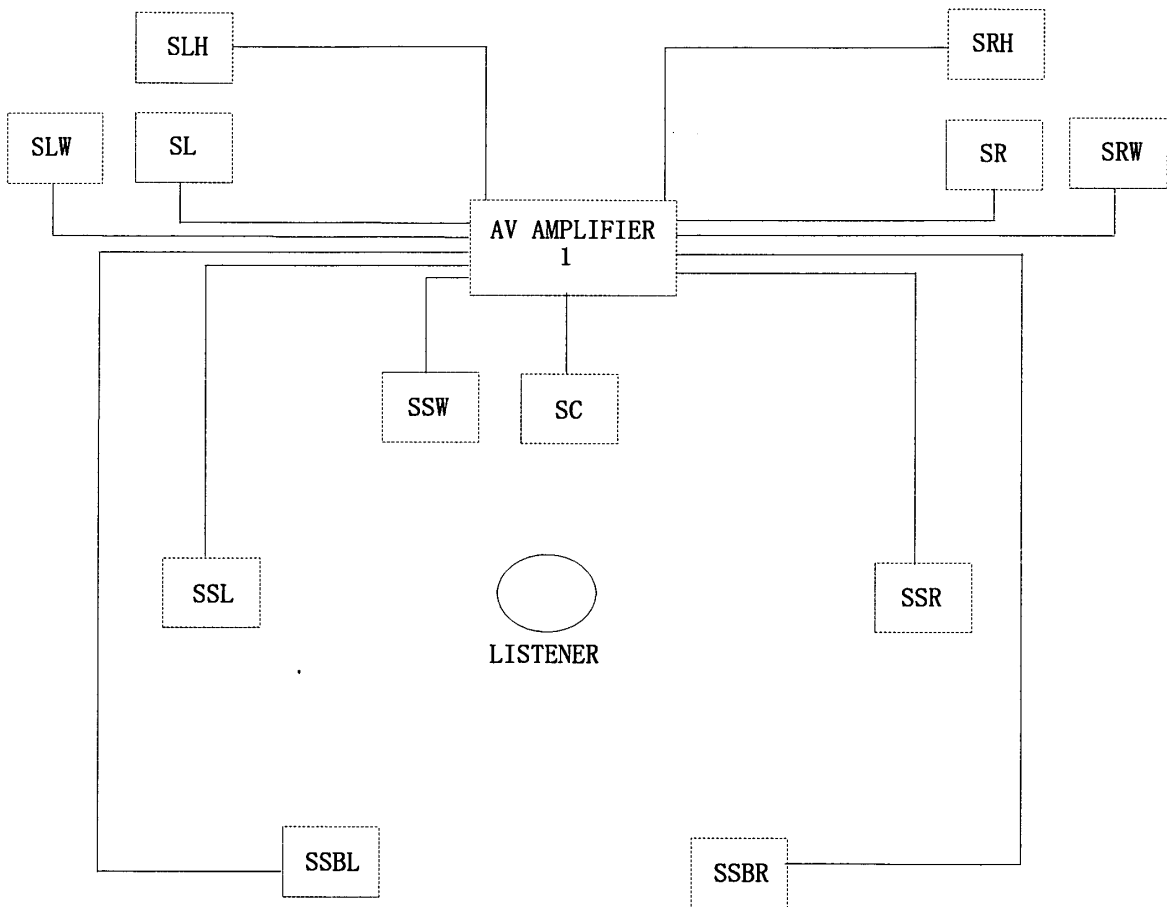 SLH
SRH
SLW
SL
SR
SRW
AV AMPLIFIER
1
SSW
SC
SSL
SSR
LISTENER
SSBL
SSBR